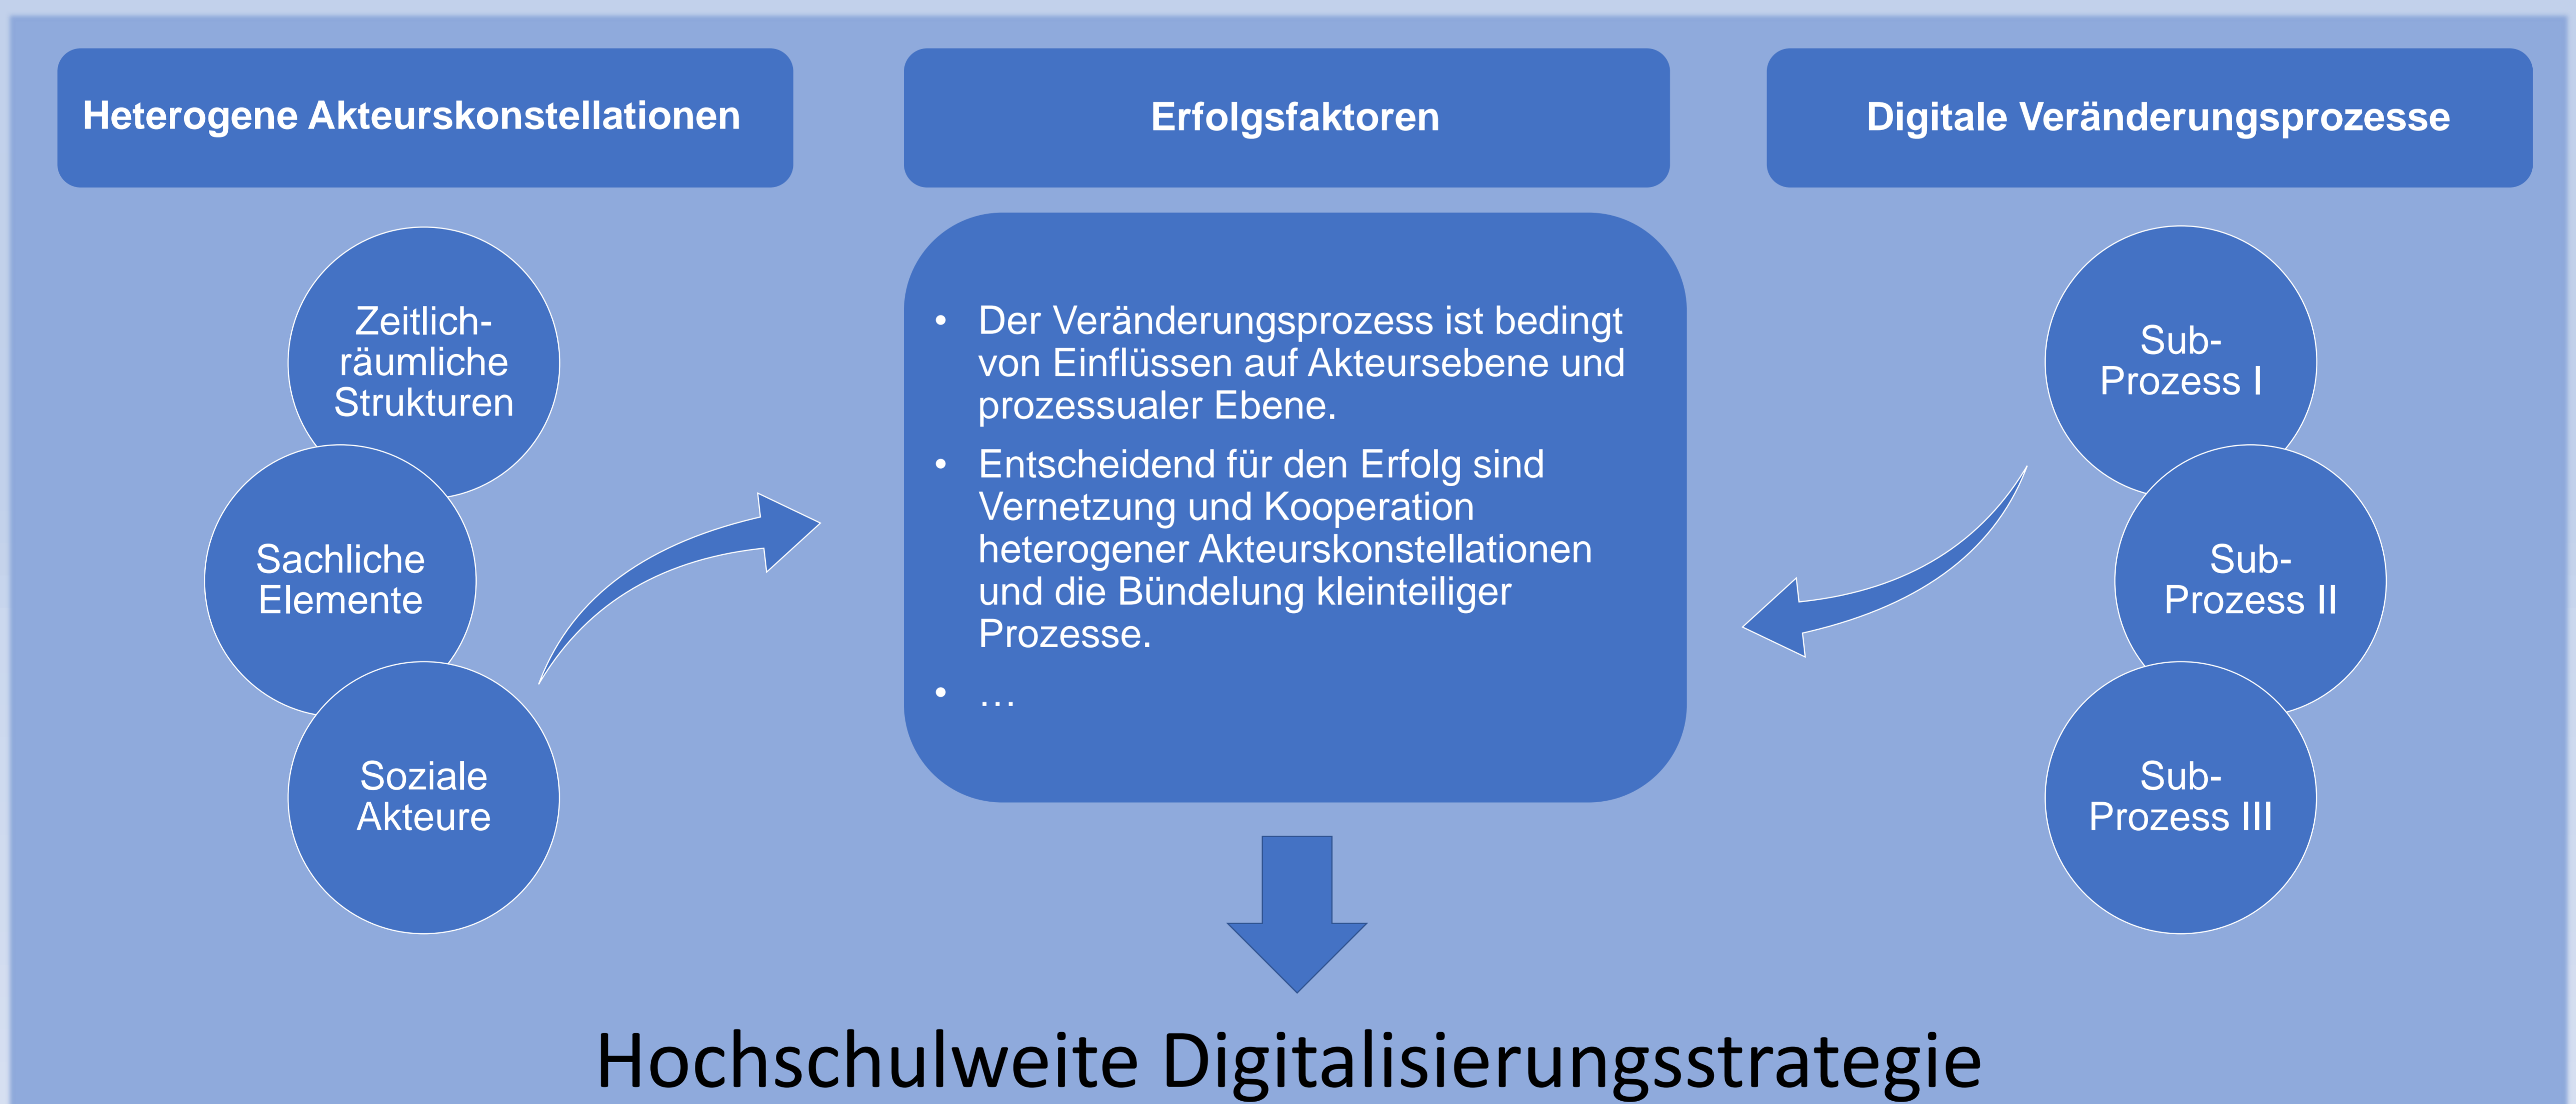 Heterogene Akteurskonstellationen
Erfolgsfaktoren
Digitale Veränderungsprozesse
Zeitlich-
räumliche
Strukturen
Sachliche
Elemente
Soziale
Akteure
• Der Veränderungsprozess ist bedingt
von Einflüssen auf Akteursebene und
prozessualer Ebene.
• Entscheidend für den Erfolg sind
Vernetzung und Kooperation
heterogener Akteurskonstellationen
und die Bündelung kleinteiliger
Prozesse.
• …
Sub-
Prozess I
Sub-
Prozess II
Sub-
Prozess III
Hochschulweite Digitalisierungsstrategie